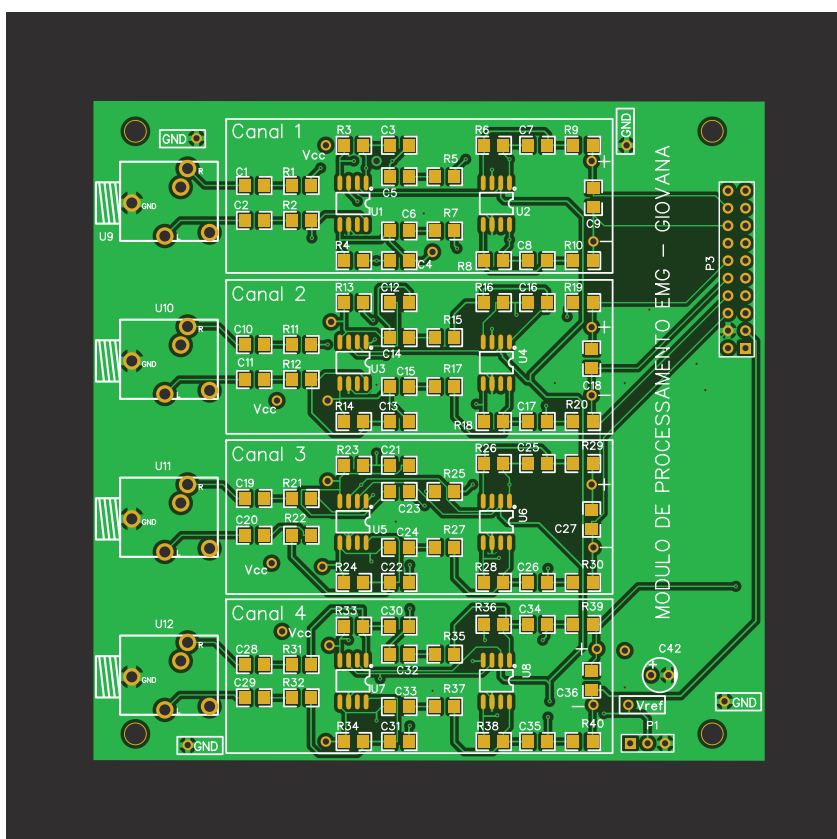 GND
GND
Canal 1
R3 C3 R6 C7 R9
Vcc
R5
R
C1 R1
C5
GND
C2 R2
U1 U2
C9
C6 R7
U9
L
R4 C4 R8 C8 R10
P3
MODULO DE PROCESSAMENTO EMG - GIOVANA
Canal 2
R13 C12 R16 C16 R19
U10
R15
R
C10 R11
C14
GND
U3 U4
C11 R12
C15 R17
C18
L
Vcc
R14 C13 R18 C17 R20
Canal 3
R23 C21 R26 C25 R29
U11
R25
R
C19 R21
C23
GND
U5 U6
C27
C20 R22
C24 R27
L
Vcc
R24 C22 R28 C26 R30
Canal 4
R33 C30 R36 C34 R39
U12
Vcc
R35
R
C28 R31
C32
C42
GND
U7 U8
C36
C29 R32
C33 R37
GND
Vref
L
P1
R34 C31 R38 C35 R40
GND